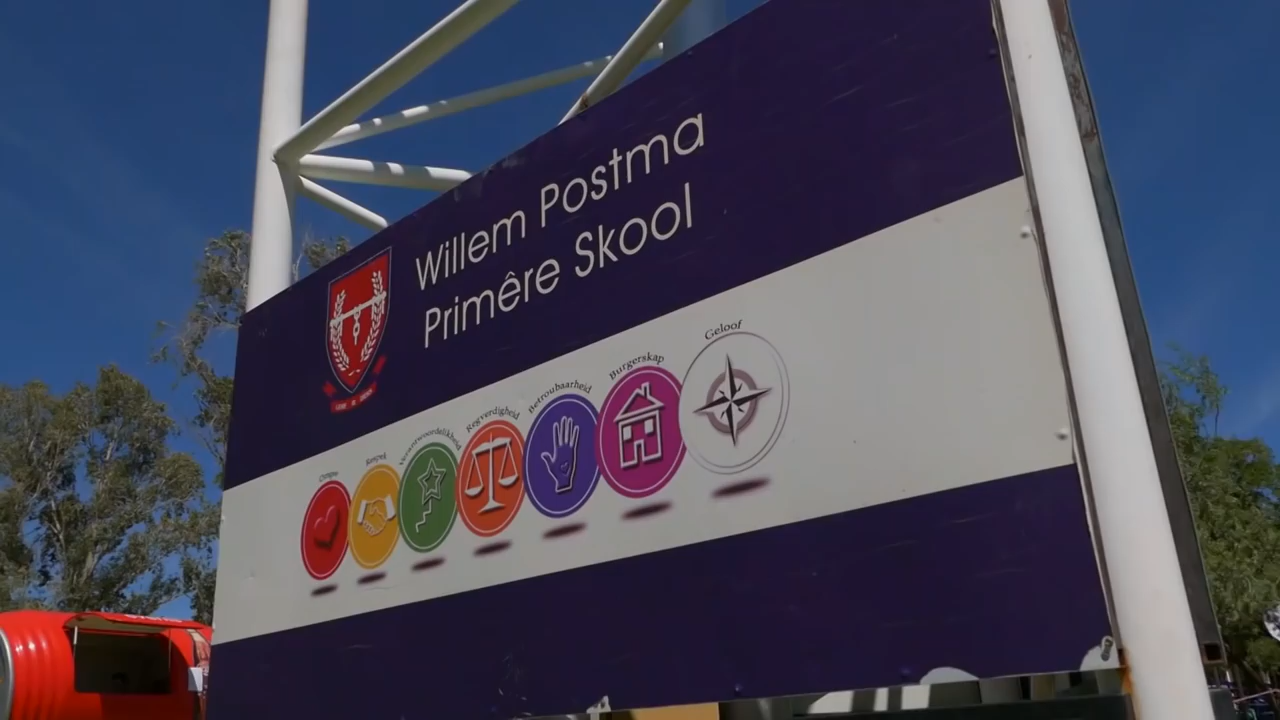 Willem Postma
Primêre Skool
Omgee
Respek
Verantwoordelikheid
Regverdigheid
Betroubaarheid
Burgerskap
Geloof